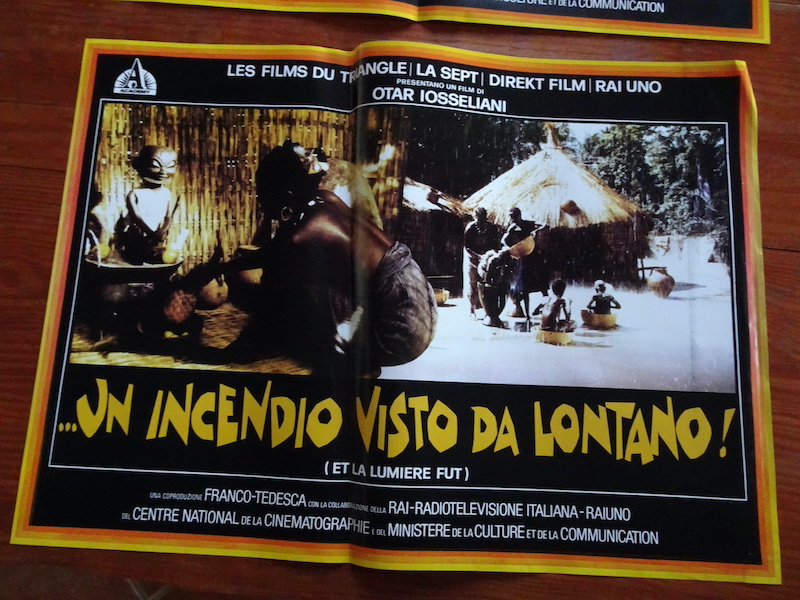 CULTURE ET DE LA COMMUNICATION
ACADEMY
LES FILMS DU TRIANGLE | LA SEPT | DIREKT FILM | RAI UNO
PRESENTANO UN FILM DI
OTAR IOSSELIANI
...UN INCENDIO VISTO DA LONTANO!
(ET LA LUMIERE FUT)
UNA COPRODUZIONE FRANCO-TEDESCA CON LA COLLABORAZIONE DELLA RAI-RADIOTELEVISIONE ITALIANA-RAIUNO
DEL CENTRE NATIONAL DE LA CINEMATOGRAPHIE E DEL MINISTERE DE LA CULTURE ET DE LA COMMUNICATION